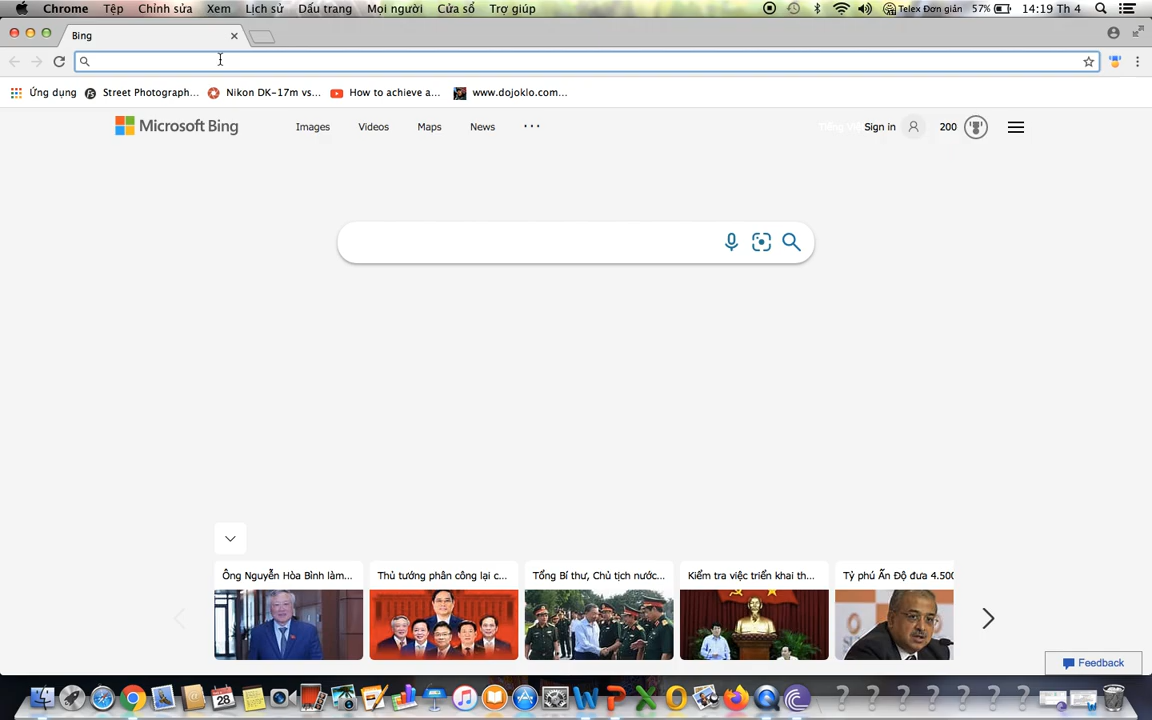 Chrome Tệp Chỉnh sửa Xem Lịch sử Dấu trang Mọi người Cửa sổ Trợ giúp Telex Đơn giản 57% 14:19 Th 4
Bing
Ứng dụng Street Photograph... Nikon DK-17m vs... How to achieve a... www.dojoklo.com...
Microsoft Bing Images Videos Maps News ... Sign in 200
Ông Nguyễn Hòa Bình làm... Thủ tướng phân công lại c... Tổng Bí thư, Chủ tịch nước... Kiểm tra việc triển khai th... Tỷ phú Ấn Độ đưa 4.500
Feedback
28